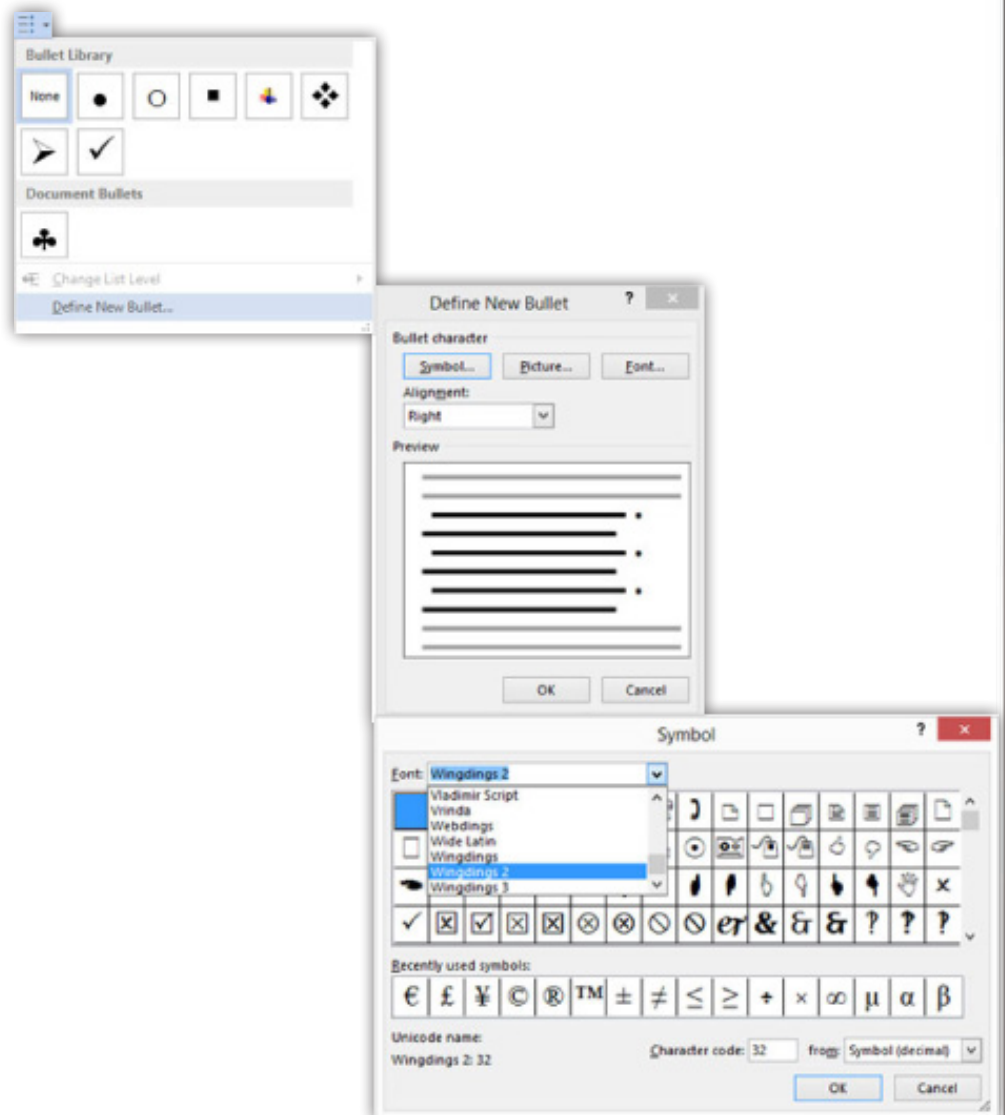 Bullet Library
None
Document Bullets
Change List Level
Define New Bullet...
Define New Bullet ?
Bullet character
Symbol... Picture... Font...
Alignment:
Right
Preview
OK Cancel
Symbol ?
Font: Wingdings 2
Vladimir Script
Vrinda
Webdings
Wide Latin
Wingdings
Wingdings 2
Wingdings 3
er & & & ? ? ?
Recently used symbols:
€ £ ¥ © ® ™ ± ≠ ≤ ≥ ÷ × ∞ µ α β
Unicode name:
Wingdings 2: 32
Character code: 32 from: Symbol (decimal)
OK Cancel